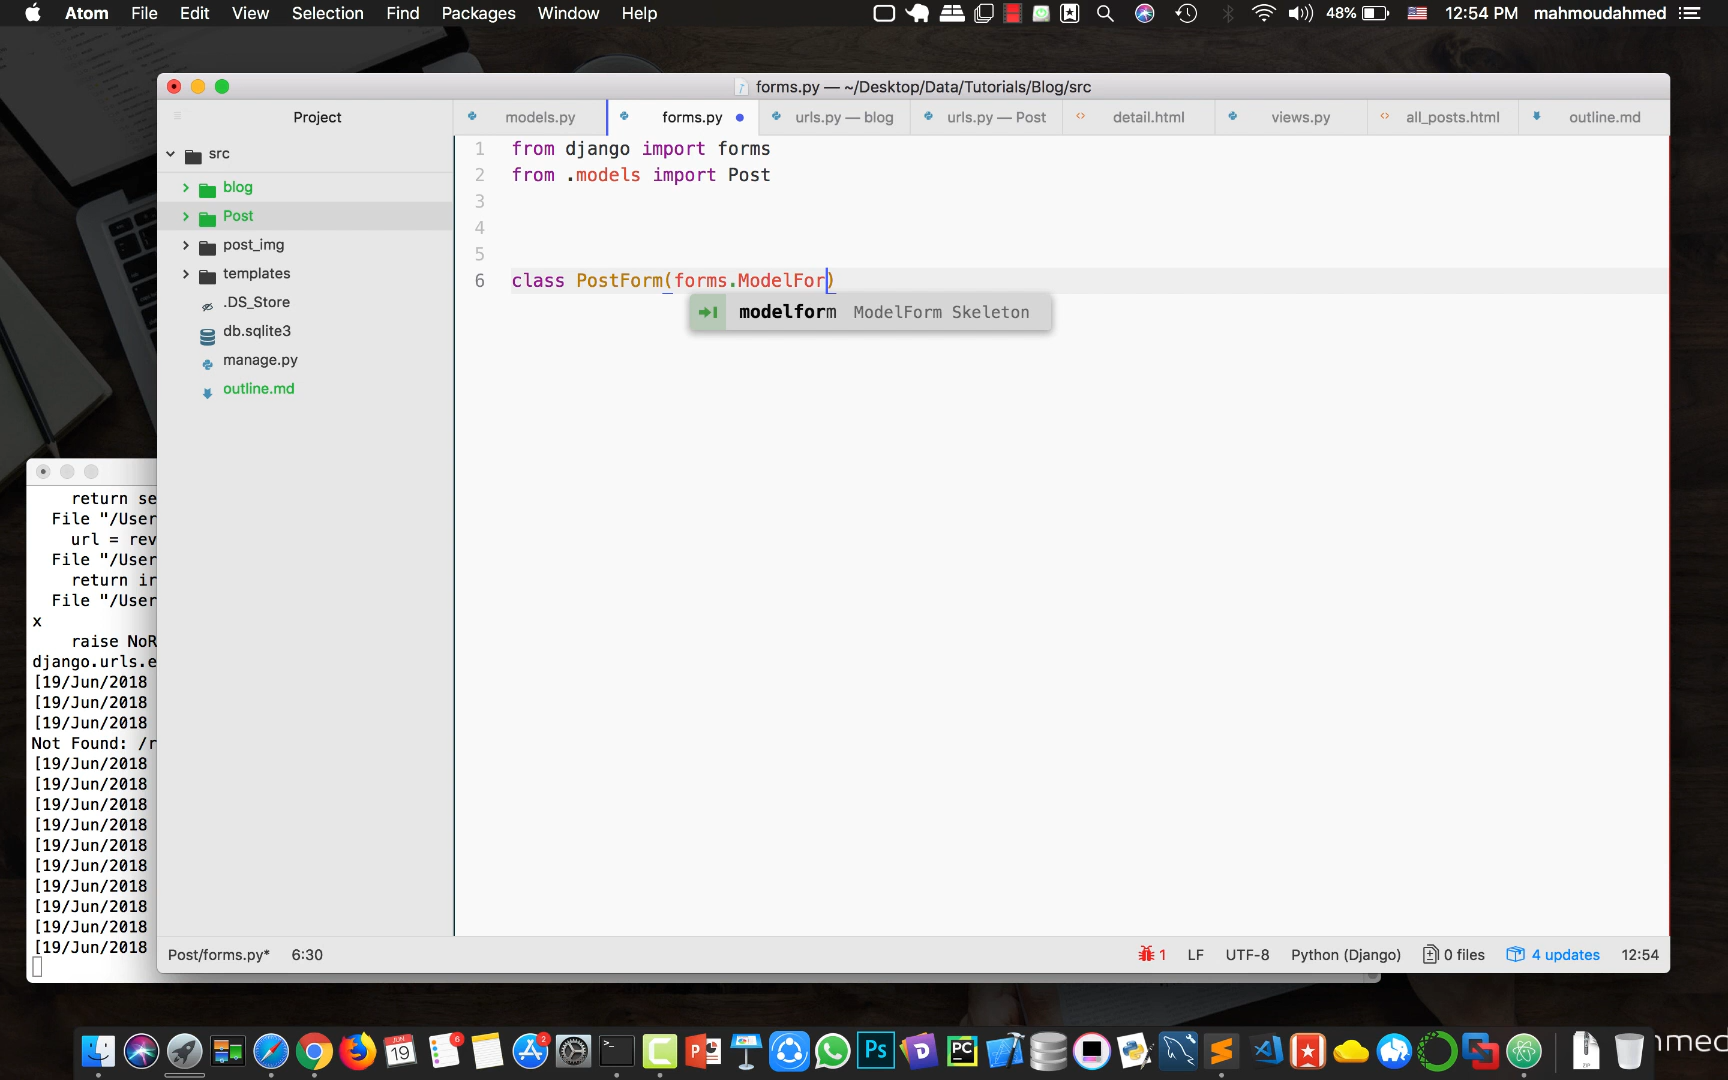 Atom File Edit View Selection Find Packages Window Help 48% 12:54 PM mahmoudahmed
forms.py — ~/Desktop/Data/Tutorials/Blog/src
Project models.py forms.py urls.py — blog urls.py — Post detail.html views.py all_posts.html outline.md
src
blog
Post
post_img
templates
.DS_Store
db.sqlite3
manage.py
outline.md
1 from django import forms
2 from .models import Post
3
4
5
6 class PostForm(forms.ModelFor)
modelform ModelForm Skeleton
return se
File "/User
url = rev
File "/User
return ir
File "/User
x
raise NoR
django.urls.e
[19/Jun/2018
[19/Jun/2018
[19/Jun/2018
Not Found: /r
[19/Jun/2018
[19/Jun/2018
[19/Jun/2018
[19/Jun/2018
[19/Jun/2018
[19/Jun/2018
[19/Jun/2018
[19/Jun/2018
[19/Jun/2018
[19/Jun/2018
Post/forms.py* 6:30 1 LF UTF-8 Python (Django) 0 files 4 updates 12:54
19 6 2 Ps PC ZIP